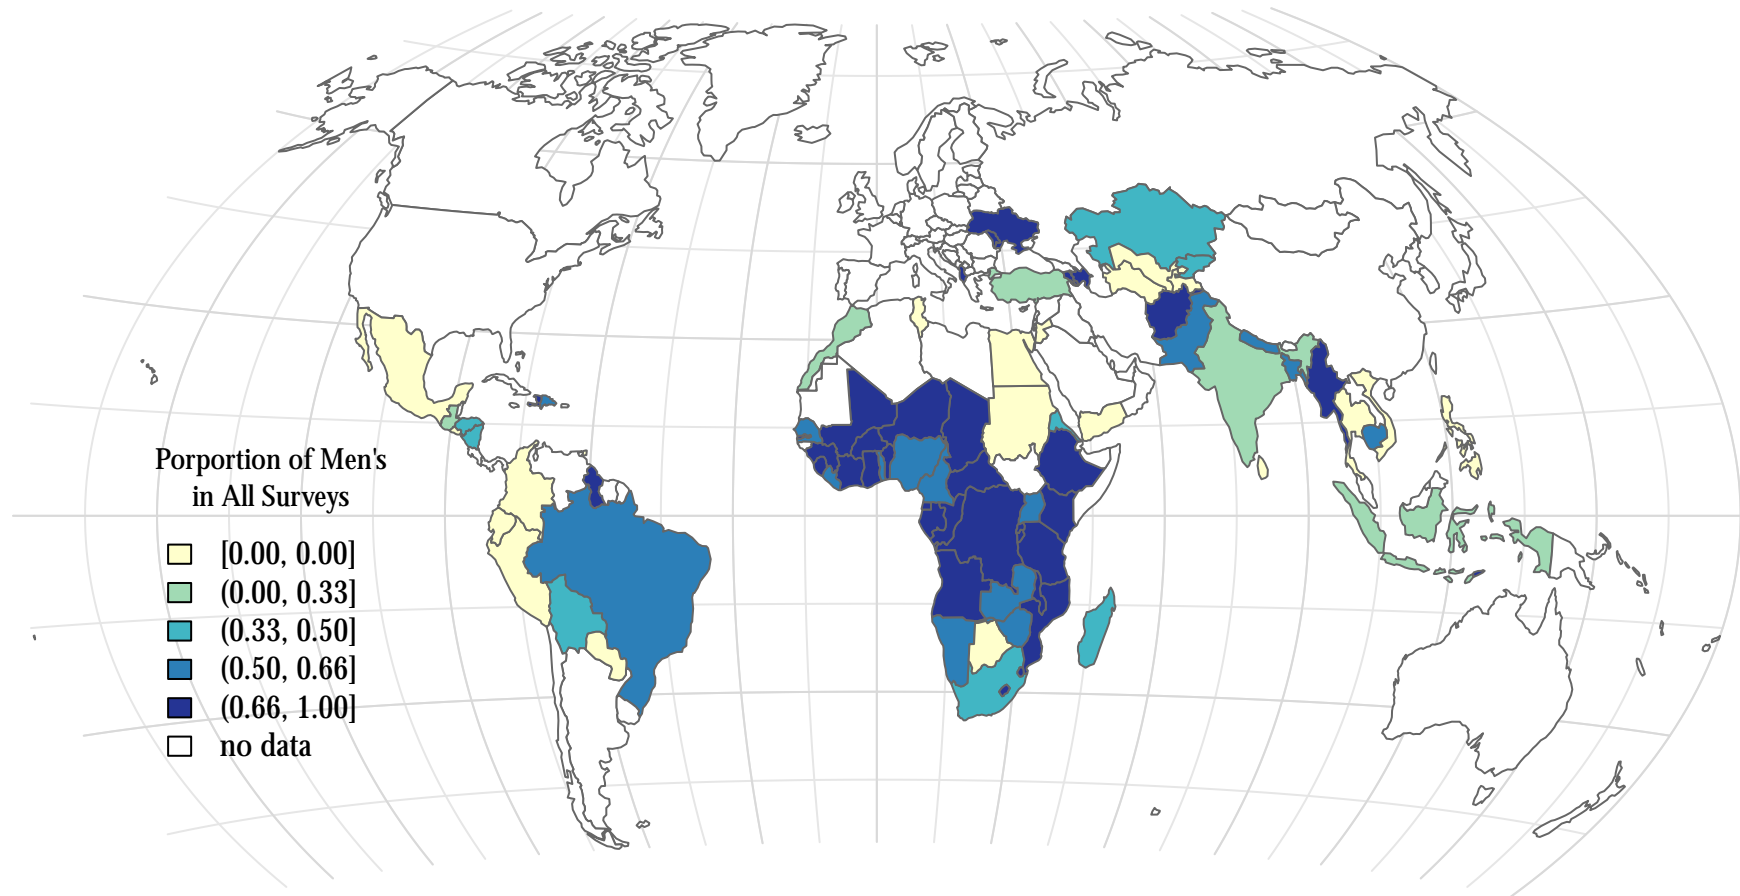 Porportion of Men's
in All Surveys
[0.00, 0.00]
(0.00, 0.33]
(0.33, 0.50]
(0.50, 0.66]
(0.66, 1.00]
no data